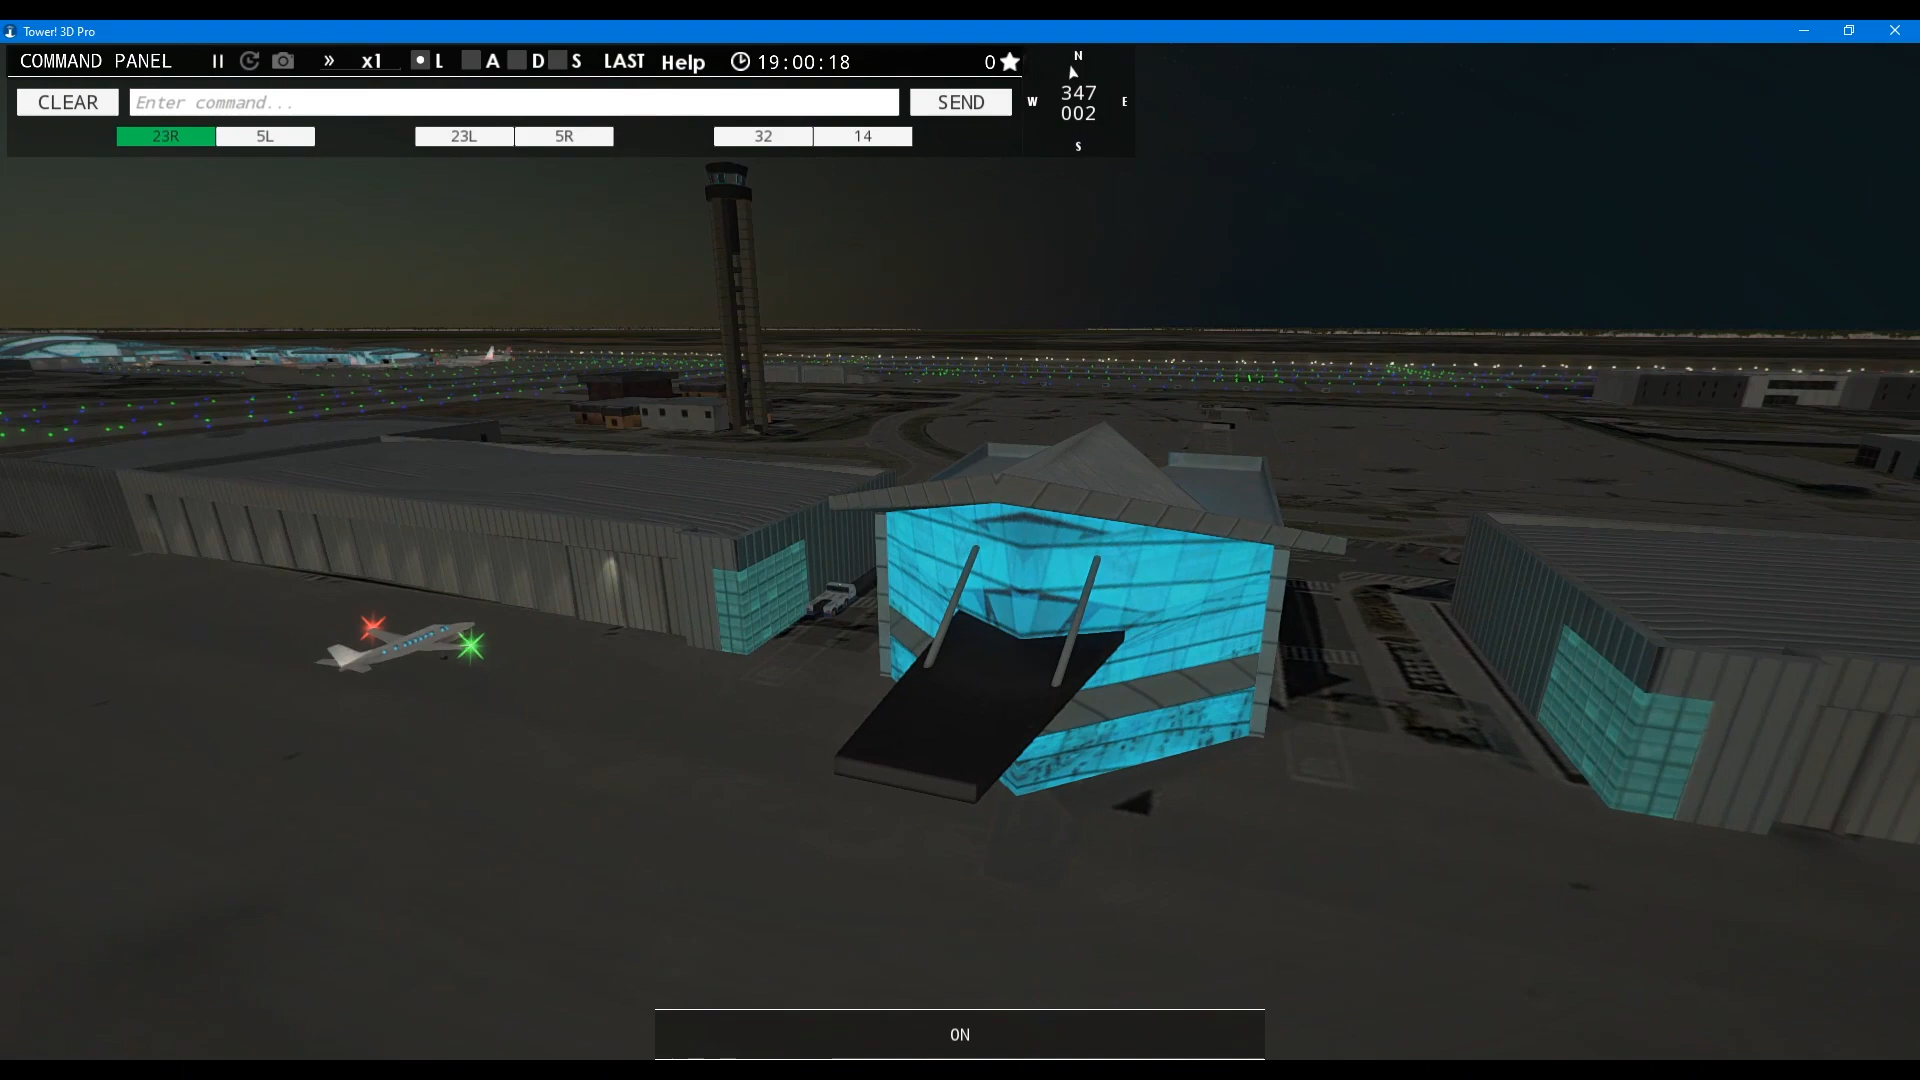 Tower! 3D Pro
COMMAND PANEL » x1 L A D S LAST Help 19:00:18 0 N
CLEAR Enter command... SEND W 347 E
002
23R 5L 23L 5R 32 14 S
ON